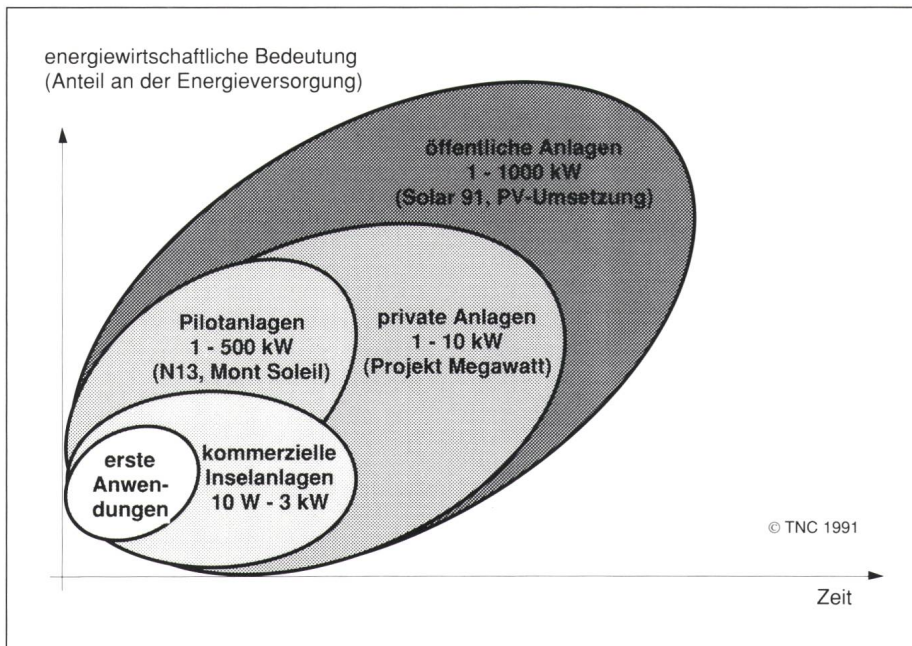 energiewirtschaftliche Bedeutung
(Anteil an der Energieversorgung)
öffentliche Anlagen
1 - 1000 kW
(Solar 91, PV-Umsetzung)
Pilotanlagen
1 - 500 kW
(N13, Mont Soleil)
private Anlagen
1 - 10 kW
(Projekt Megawatt)
erste
Anwen-
dungen
kommerzielle
Inselanlagen
10 W - 3 kW
© TNC 1991
Zeit